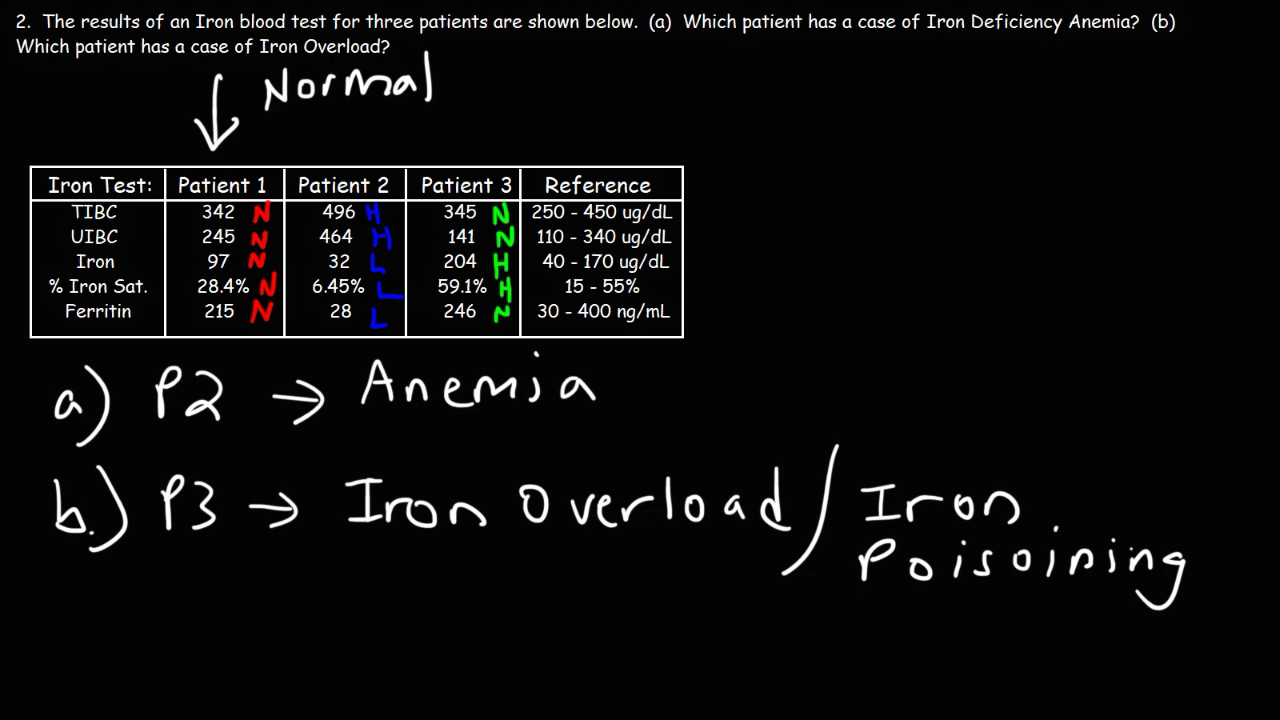 2. The results of an Iron blood test for three patients are shown below. (a) Which patient has a case of Iron Deficiency Anemia? (b)
Which patient has a case of Iron Overload?
Normal
Iron Test: Patient 1 Patient 2 Patient 3 Reference
TIBC 342 N 496 H 345 N 250 - 450 ug/dL
UIBC 245 N 464 H 141 N 110 - 340 ug/dL
Iron 97 N 32 L 204 H 40 - 170 ug/dL
% Iron Sat. 28.4% N 6.45% L 59.1% H 15 - 55%
Ferritin 215 N 28 L 246 N 30 - 400 ng/mL
a) P2 → Anemia
b.) P3 → Iron Overload / Iron
Poisoining